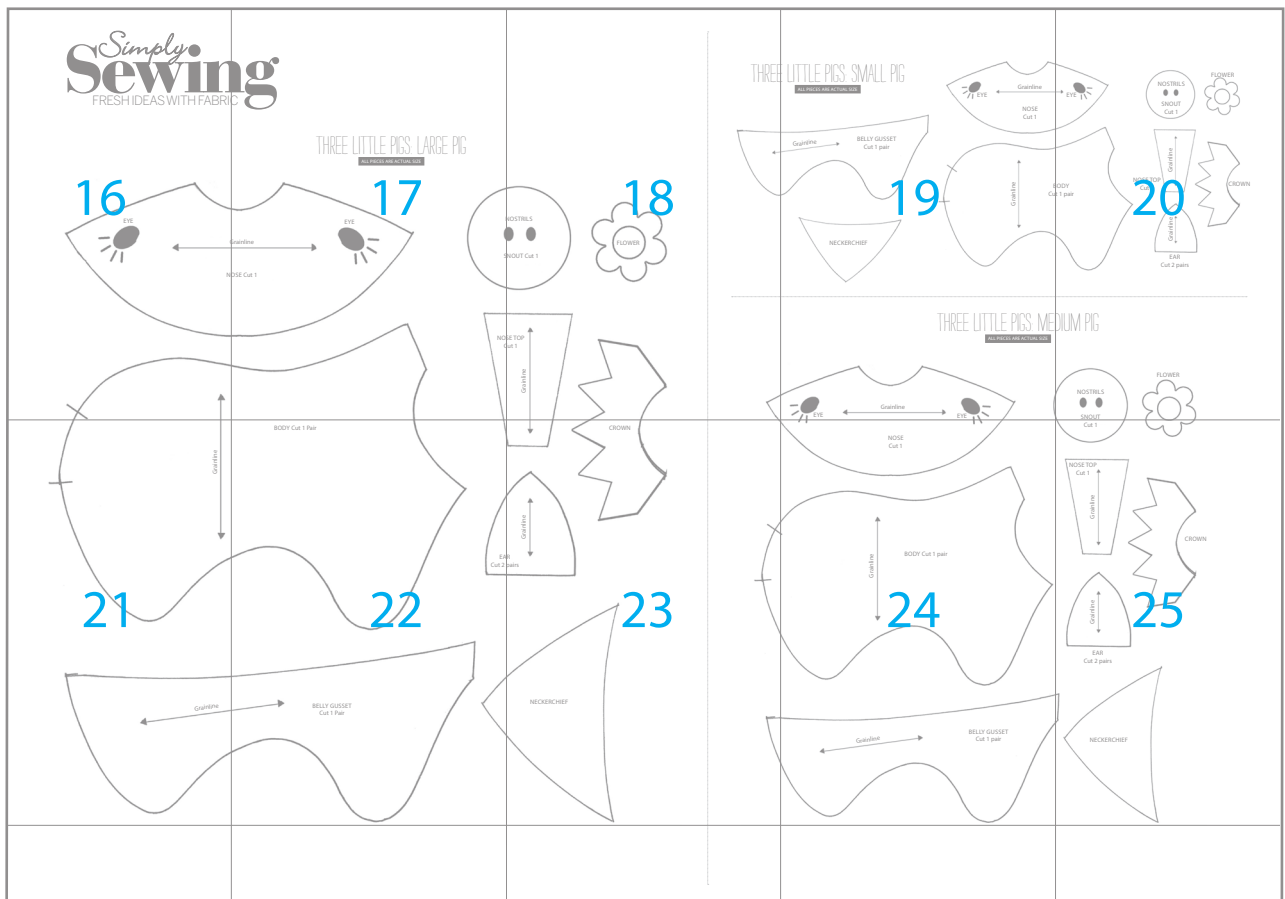 Simply
Sewing
FRESH IDEAS WITH FABRIC
THREE LITTLE PIGS LARGE PIG
ALL PIECES ARE ACTUAL SIZE
16
17
18
EYE
EYE
Grainline
NOSE Cut 1
NOSTRILS
SNOUT Cut 1
FLOWER
NOSE TOP
Cut 1
Grainline
CROWN
BODY Cut 1 Pair
Grainline
Grainline
EAR
Cut 2 pairs
21
22
23
Grainline
BELLY GUSSET
Cut 1 Pair
NECKERCHIEF
THREE LITTLE PIGS SMALL PIG
ALL PIECES ARE ACTUAL SIZE
EYE
Grainline
EYE
NOSE
Cut 1
NOSTRILS
SNOUT
Cut 1
FLOWER
Grainline
BELLY GUSSET
Cut 1 pair
19
20
Grainline
BODY
Cut 1 pair
Grainline
NOSE TOP
CROWN
NECKERCHIEF
Grainline
EAR
Cut 2 pairs
THREE LITTLE PIGS MEDIUM PIG
ALL PIECES ARE ACTUAL SIZE
EYE
Grainline
EYE
NOSE
Cut 1
NOSTRILS
SNOUT
Cut 1
FLOWER
NOSE TOP
Cut 1
Grainline
CROWN
Grainline
BODY Cut 1 pair
24
25
Grainline
EAR
Cut 2 pairs
Grainline
BELLY GUSSET
Cut 1 pair
NECKERCHIEF